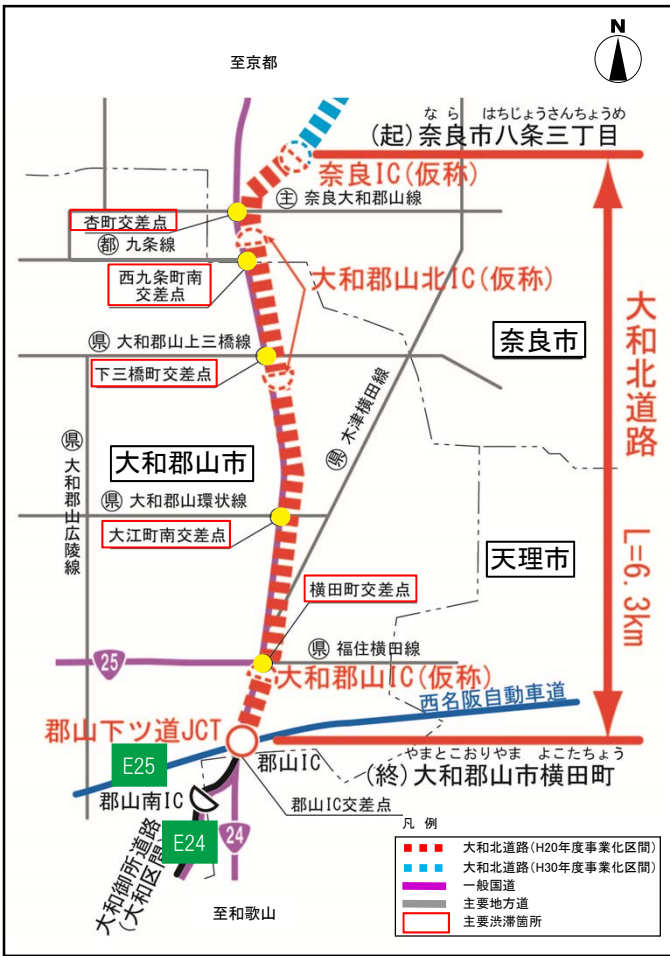 N
至京都
なら はちじょうさんちょうめ
(起)奈良市八条三丁目
奈良IC(仮称)
主 奈良大和郡山線
杏町交差点
都 九条線
西九条町南
交差点
大和郡山北IC(仮称)
県 大和郡山上三橋線
奈良市
下三橋町交差点
県 木津横田線
大和北道路 L=6.3km
県 大和郡山広陵線
大和郡山市
県 大和郡山環状線
大江町南交差点
天理市
横田町交差点
県 福住横田線
25
大和郡山IC(仮称)
西名阪自動車道
郡山下ツ道JCT
やまとこおりやま よこたちょう
(終)大和郡山市横田町
E25
郡山IC
郡山南IC
郡山IC交差点
E24
24
大和御所道路
(大和区間)
至和歌山
凡 例
大和北道路(H20年度事業化区間)
大和北道路(H30年度事業化区間)
一般国道
主要地方道
主要渋滞箇所